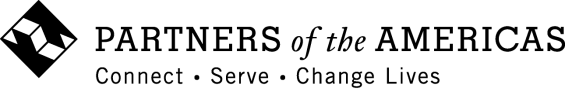 PARTNERS of the AMERICAS
Connect • Serve • Change Lives